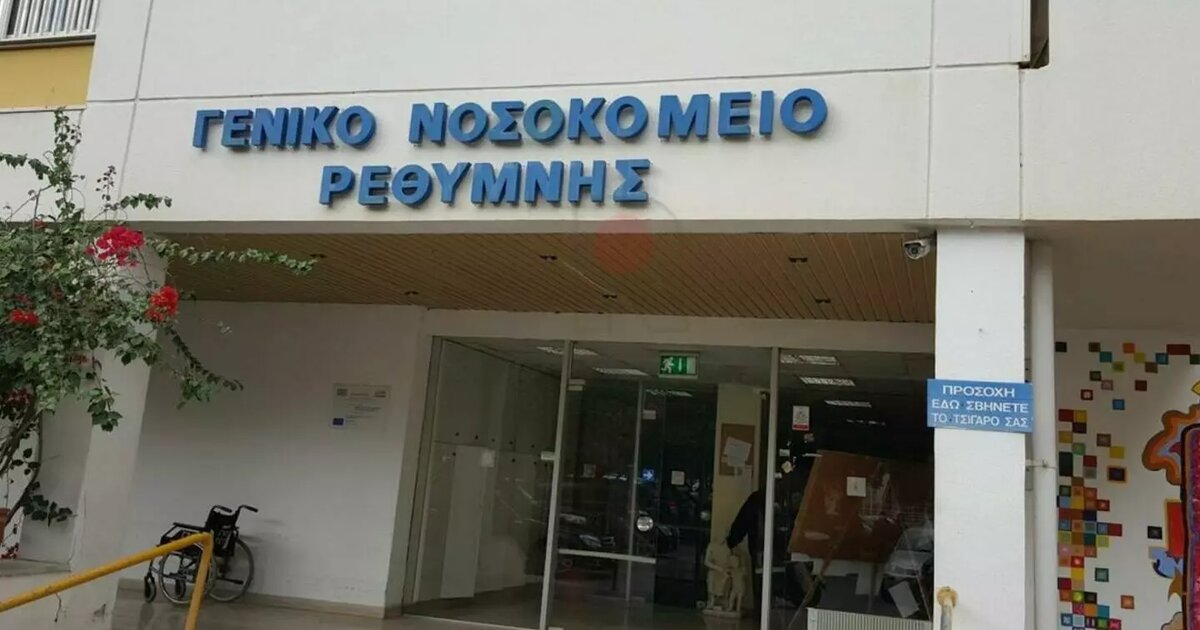 ΓΕΝΙΚΟ ΝΟΣΟΚΟΜΕΙΟ
ΡΕΘΥΜΝΗΣ
ΠΡΟΣΟΧΗ
ΕΔΩ ΣΒΗΝΕΤΕ
ΤΟ ΤΣΙΓΑΡΟ ΣΑΣ